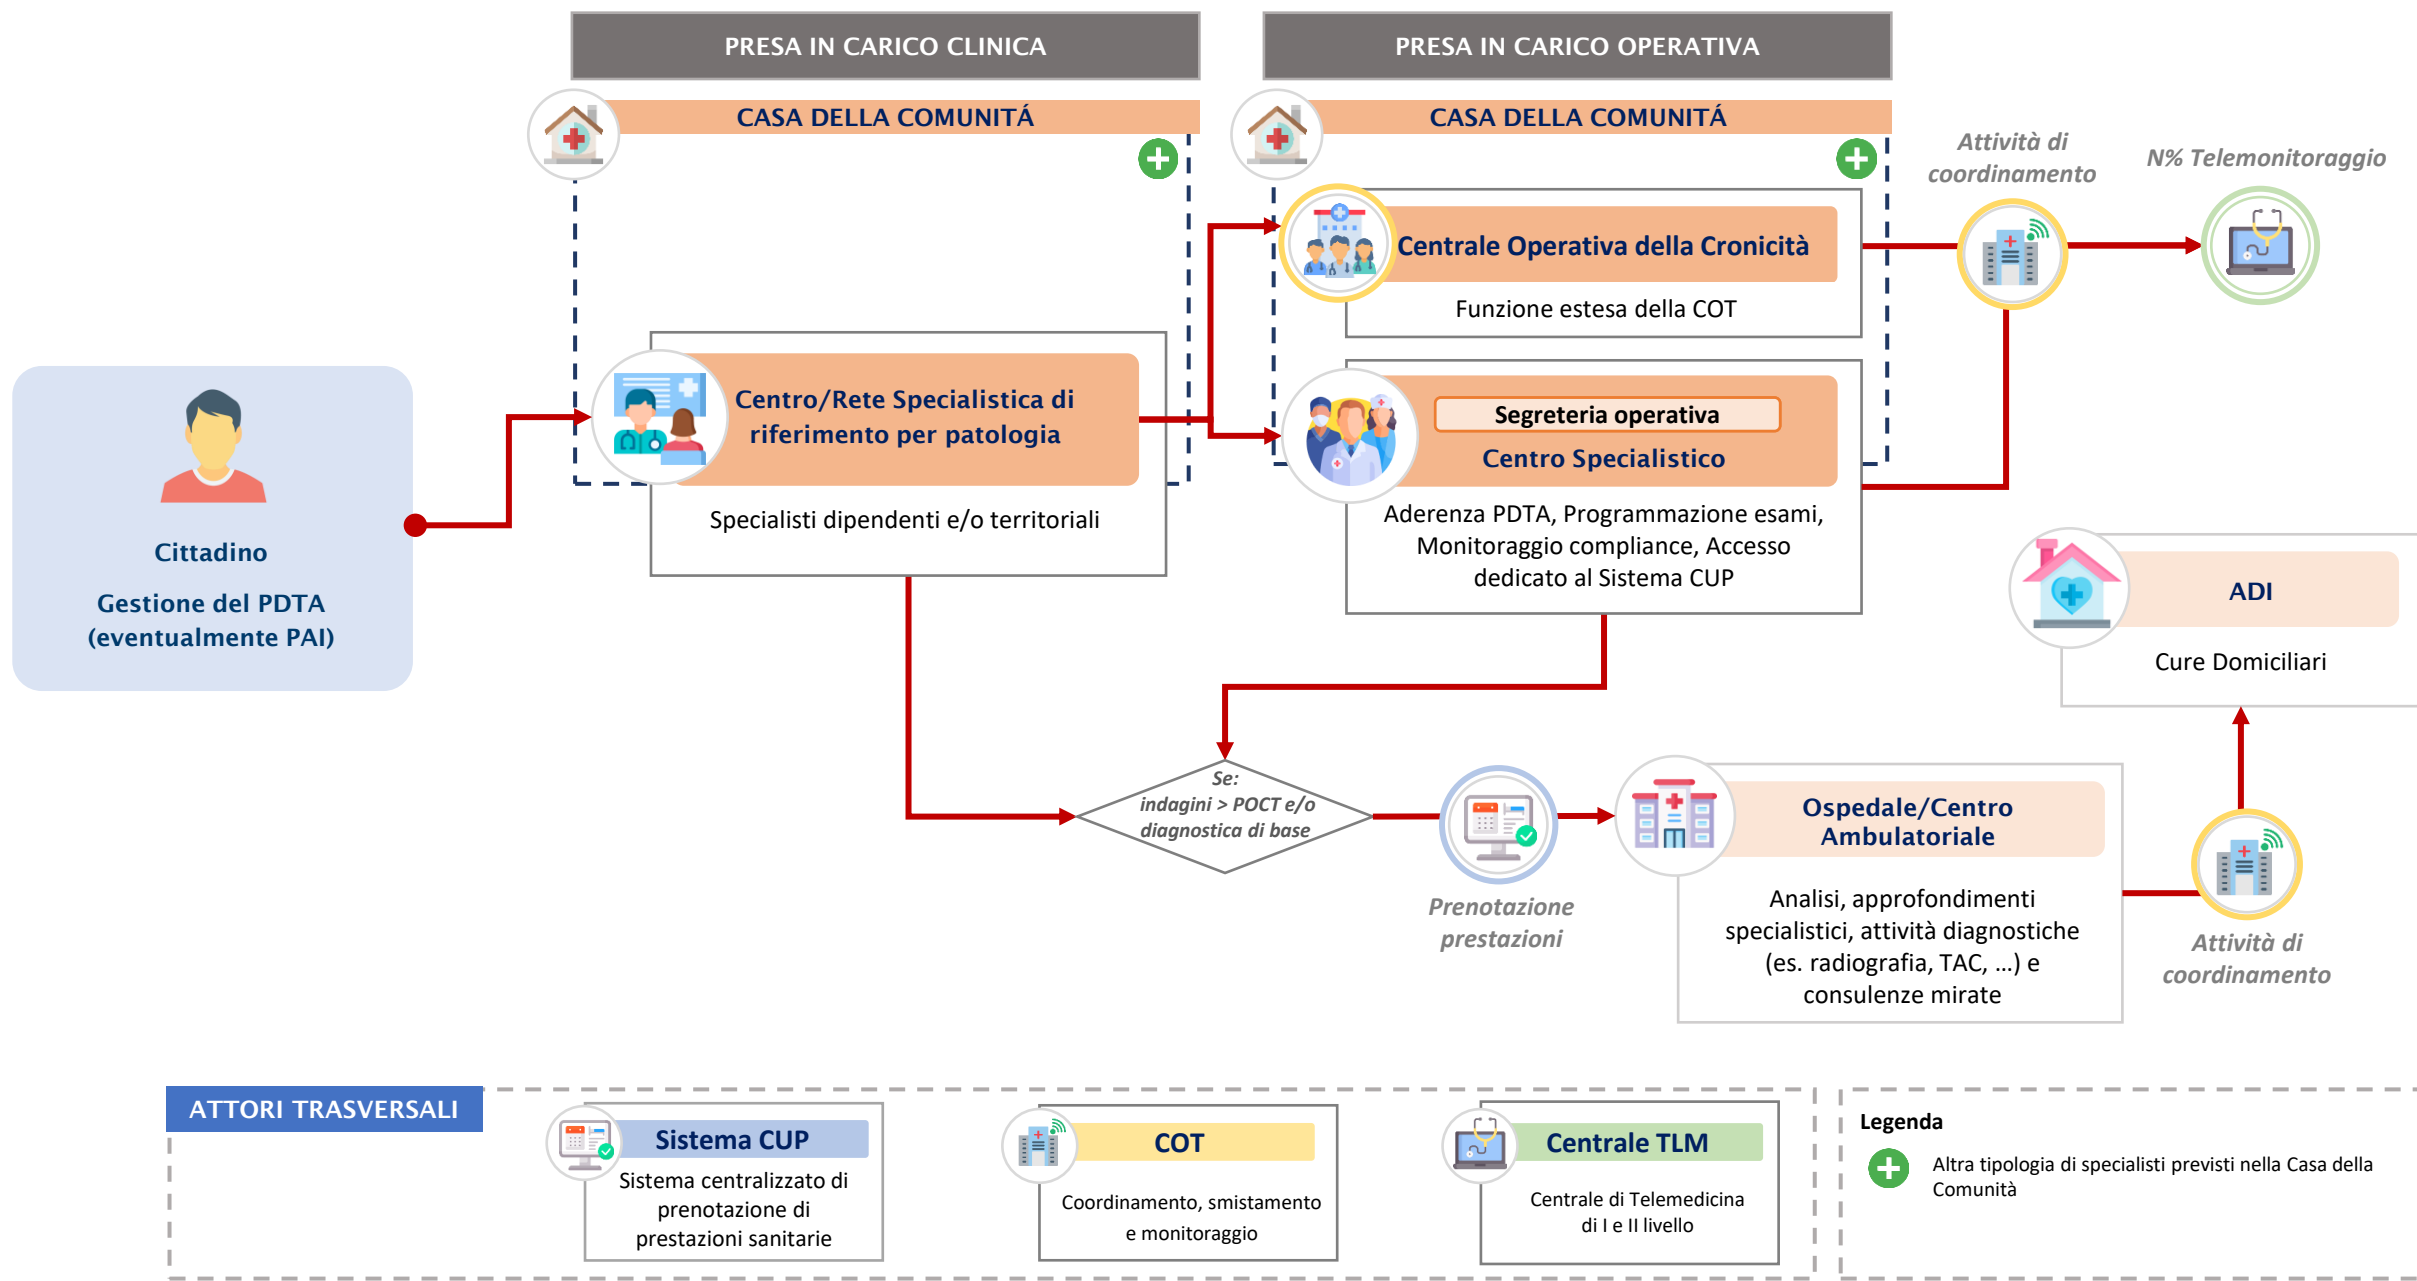 PRESA IN CARICO CLINICA
PRESA IN CARICO OPERATIVA
CASA DELLA COMUNITÁ
CASA DELLA COMUNITÁ
Attività di
coordinamento
N% Telemonitoraggio
Centrale Operativa della Cronicità
Funzione estesa della COT
Centro/Rete Specialistica di
riferimento per patologia
Specialisti dipendenti e/o territoriali
Segreteria operativa
Centro Specialistico
Aderenza PDTA, Programmazione esami,
Monitoraggio compliance, Accesso
dedicato al Sistema CUP
Cittadino
Gestione del PDTA
(eventualmente PAI)
ADI
Cure Domiciliari
Se:
indagini > POCT e/o
diagnostica di base
Prenotazione
prestazioni
Ospedale/Centro
Ambulatoriale
Analisi, approfondimenti
specialistici, attività diagnostiche
(es. radiografia, TAC, ...) e
consulenze mirate
Attività di
coordinamento
ATTORI TRASVERSALI
Sistema CUP
Sistema centralizzato di
prenotazione di
prestazioni sanitarie
COT
Coordinamento, smistamento
e monitoraggio
Centrale TLM
Centrale di Telemedicina
di I e II livello
Legenda
Altra tipologia di specialisti previsti nella Casa della
Comunità